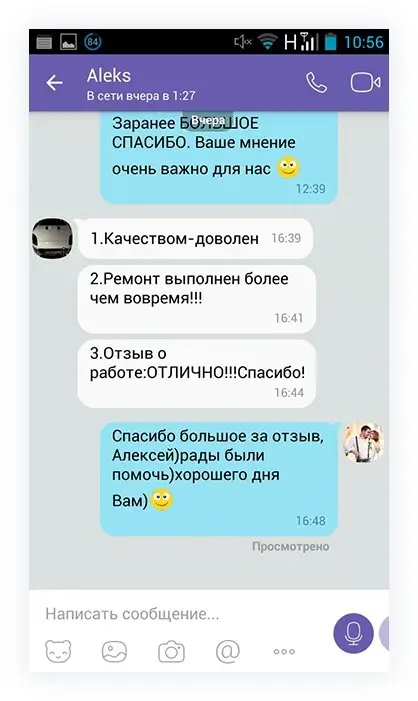 84
H
10:56
Aleks
В сети вчера в 1:27
Вчера
Заранее БОЛЬШОЕ
СПАСИБО. Ваше мнение
очень важно для нас
12:39
1.Качеством-доволен 16:39
2.Ремонт выполнен более
чем вовремя!!!
16:41
3.Отзыв о
работе:ОТЛИЧНО!!!Спасибо!
16:44
Спасибо большое за отзыв,
Алексей)рады были
помочь)хорошего дня
Вам)
16:48
Просмотрено
Написать сообщение...
@